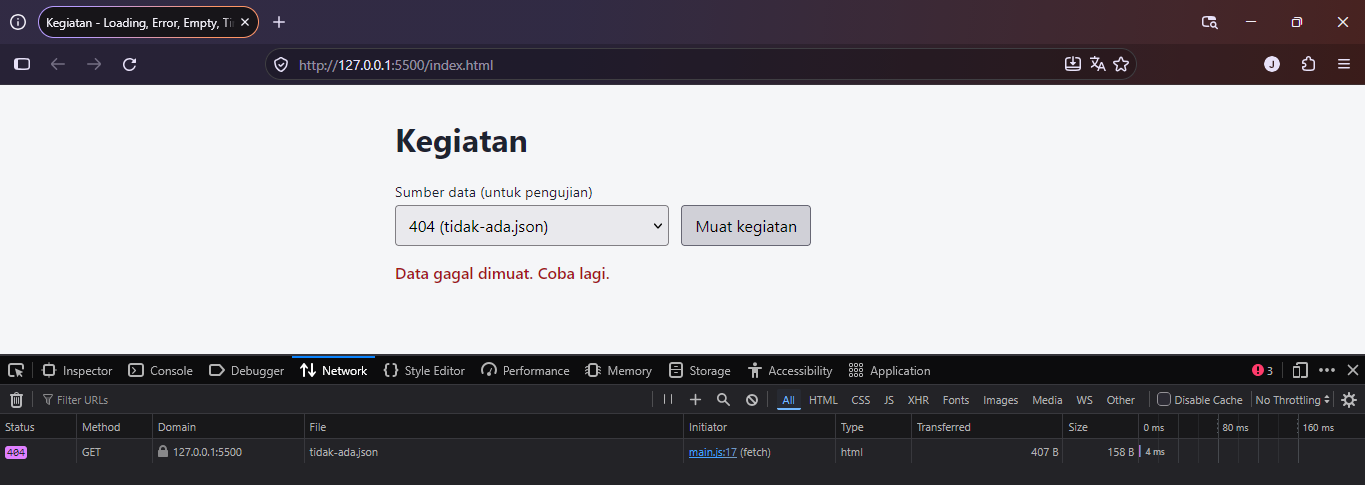 Kegiatan - Loading, Error, Empty, Ti
http://127.0.0.1:5500/index.html
J
Kegiatan
Sumber data (untuk pengujian)
404 (tidak-ada.json) Muat kegiatan
Data gagal dimuat. Coba lagi.
Inspector Console Debugger Network Style Editor Performance Memory Storage Accessibility Application 3
Filter URLs All HTML CSS JS XHR Fonts Images Media WS Other Disable Cache No Throttling
Status Method Domain File Initiator Type Transferred Size 0 ms 80 ms 160 ms
404 GET 127.0.0.1:5500 tidak-ada.json main.js:17 (fetch) html 407 B 158 B 4 ms